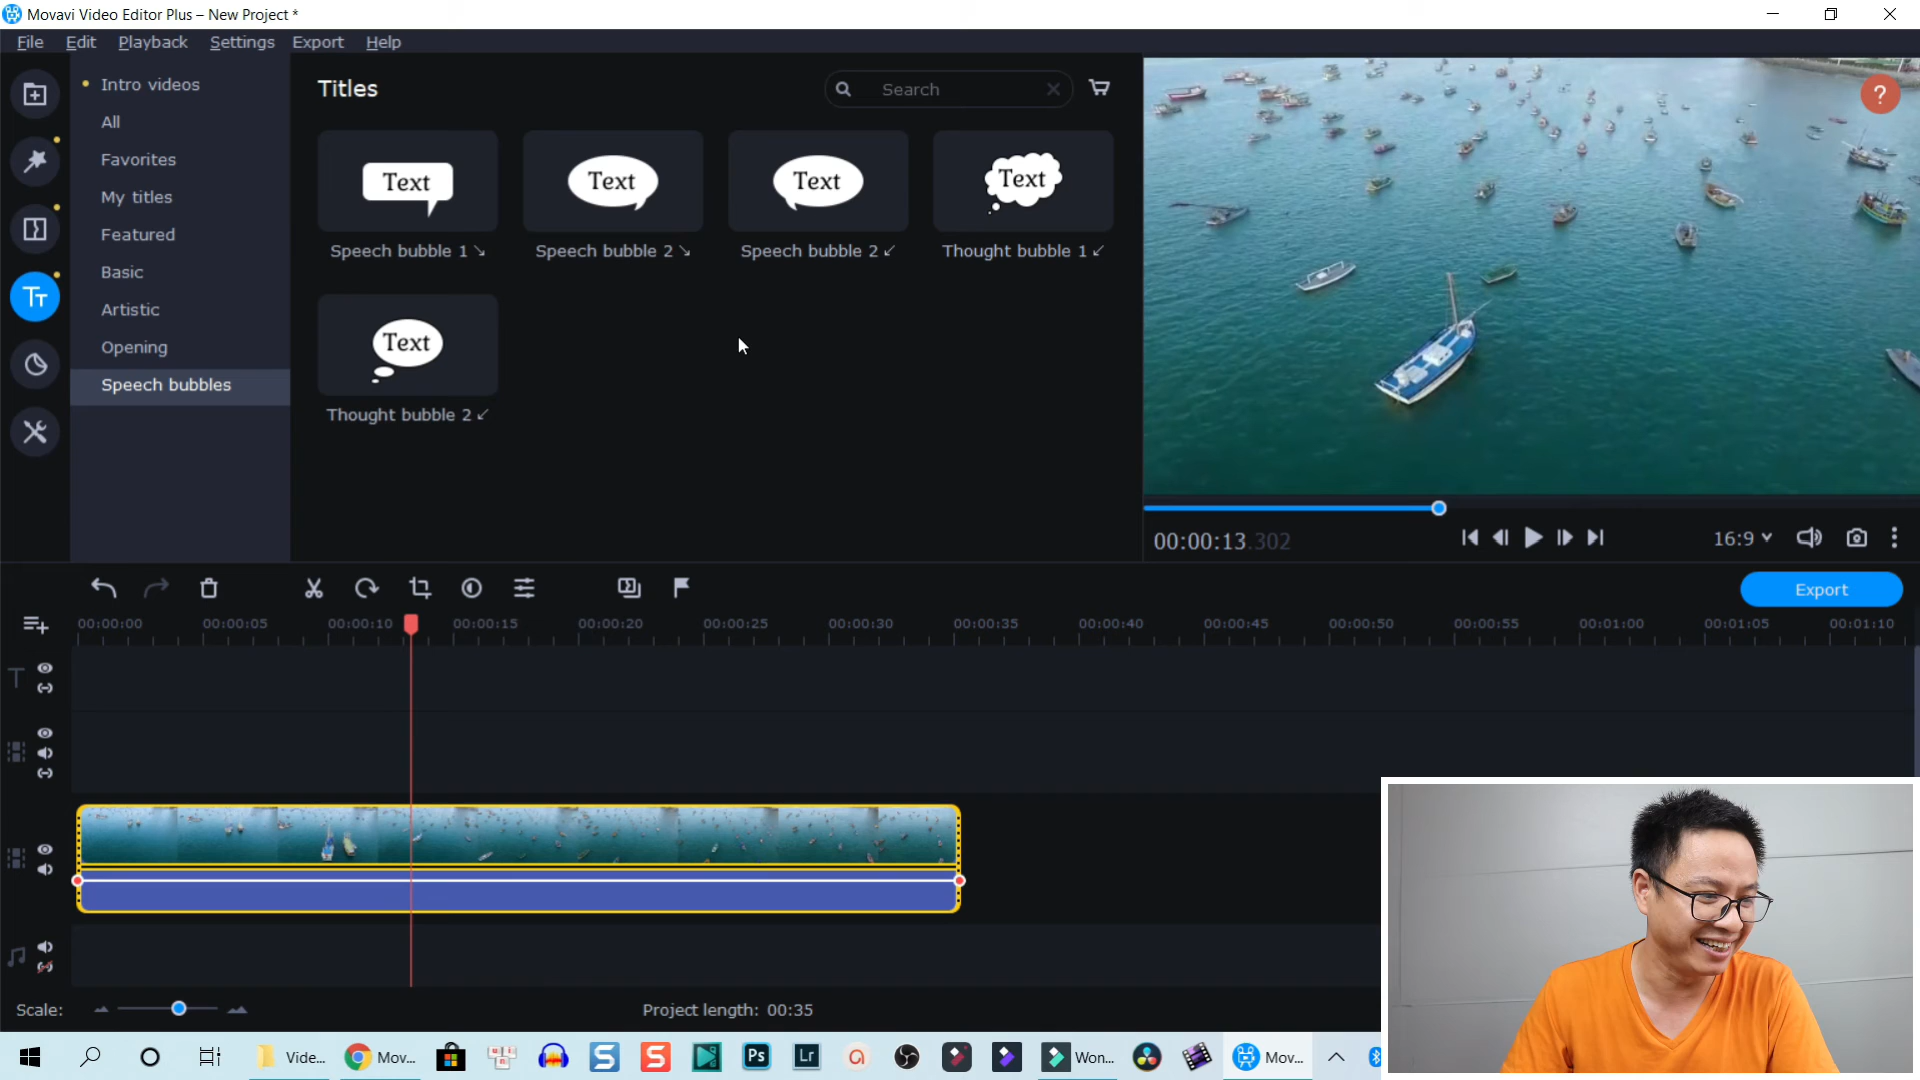 Movavi Video Editor Plus – New Project *
File Edit Playback Settings Export Help
Intro videos
All
Favorites
My titles
Featured
Basic
Artistic
Opening
Speech bubbles
Titles
Search
Text
Text
Text
Text
Speech bubble 1 ↘
Speech bubble 2 ↘
Speech bubble 2 ↙
Thought bubble 1 ↙
Text
Thought bubble 2 ↙
?
00:00:13.302
16:9
Export
00:00:00 00:00:05 00:00:10 00:00:15 00:00:20 00:00:25 00:00:30 00:00:35 00:00:40 00:00:45 00:00:50 00:00:55 00:01:00 00:01:05 00:01:10
Scale:
Project length: 00:35
Vide... Mov... S S Ps Lr Won... Mov...